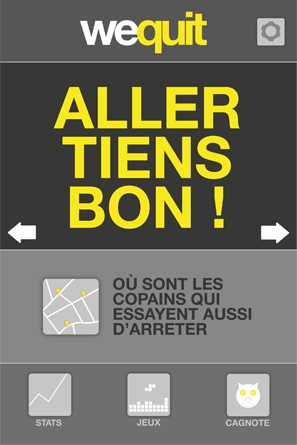 wequit
ALLER
TIENS
BON !
OÙ SONT LES
COPAINS QUI
ESSAYENT AUSSI
D'ARRETER
STATS
JEUX
CAGNOTE